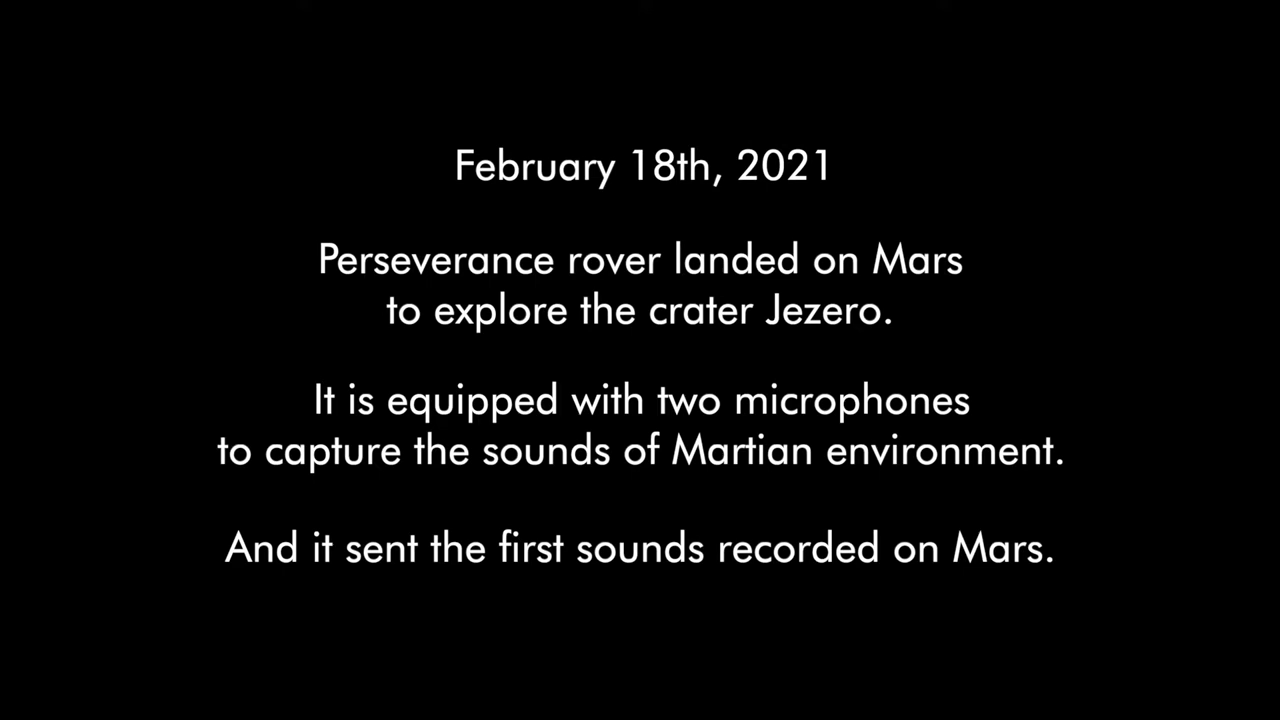 February 18th, 2021
Perseverance rover landed on Mars
to explore the crater Jezero.
It is equipped with two microphones
to capture the sounds of Martian environment.
And it sent the first sounds recorded on Mars.